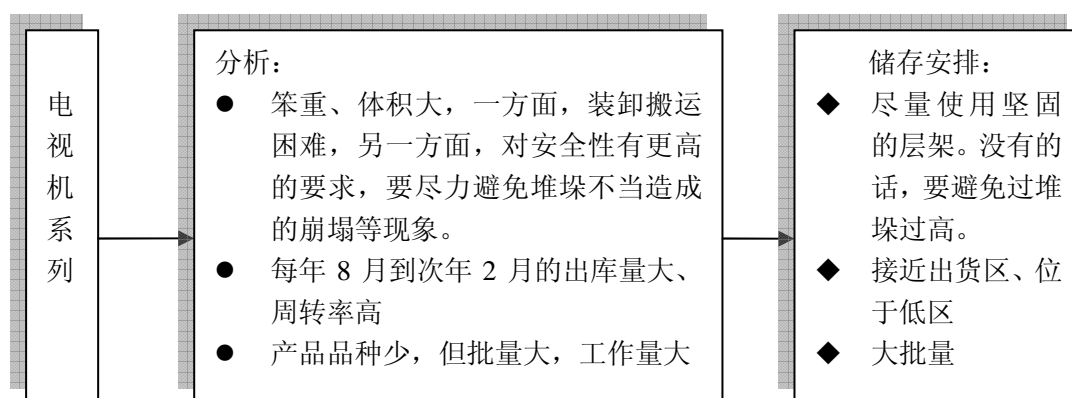 电
视
机
系
列
分析：
● 笨重、体积大，一方面，装卸搬运
困难，另一方面，对安全性有更高
的要求，要尽力避免堆垛不当造成
的崩塌等现象。
● 每年 8 月到次年 2 月的出库量大、
周转率高
● 产品品种少，但批量大，工作量大
储存安排：
◆ 尽量使用坚固
的层架。没有的
话，要避免过堆
垛过高。
◆ 接近出货区、位
于低区
◆ 大批量